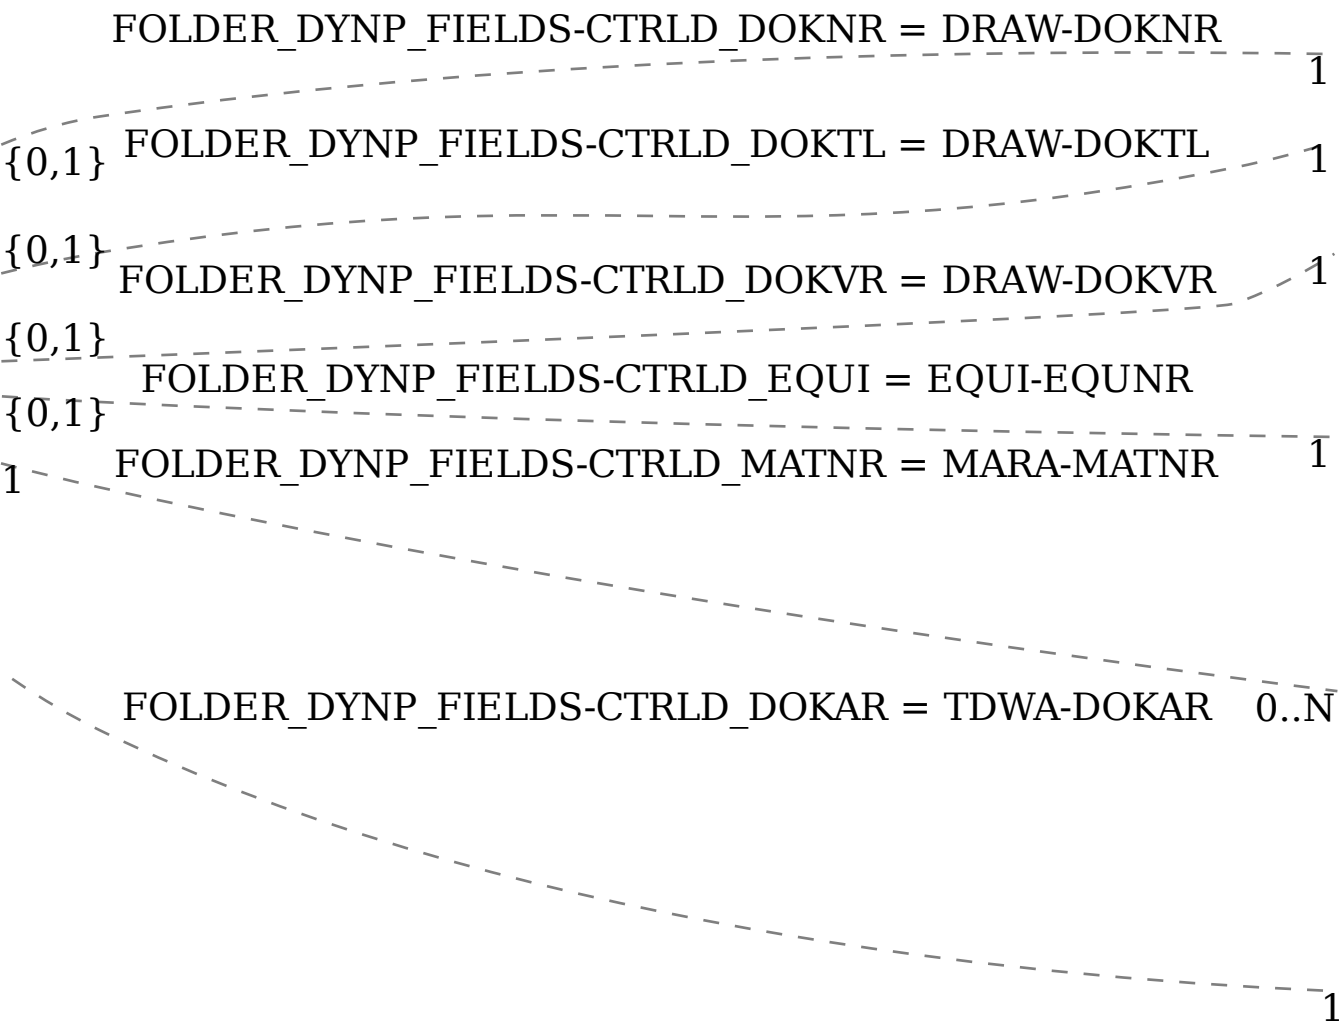 FOLDER_DYNP_FIELDS-CTRLD_DOKNR = DRAW-DOKNR
1
{0,1} FOLDER_DYNP_FIELDS-CTRLD_DOKTL = DRAW-DOKTL 1
{0,1}
FOLDER_DYNP_FIELDS-CTRLD_DOKVR = DRAW-DOKVR 1
{0,1}
FOLDER_DYNP_FIELDS-CTRLD_EQUI = EQUI-EQUNR
{0,1}
1 FOLDER_DYNP_FIELDS-CTRLD_MATNR = MARA-MATNR 1
FOLDER_DYNP_FIELDS-CTRLD_DOKAR = TDWA-DOKAR 0..N
1